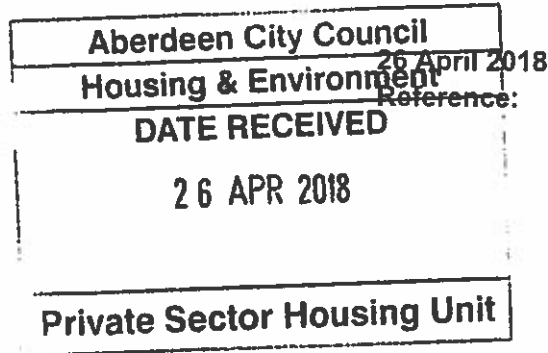 Aberdeen City Council
26 April 2018
Housing & Environment
Reference:
DATE RECEIVED
26 APR 2018
Private Sector Housing Unit